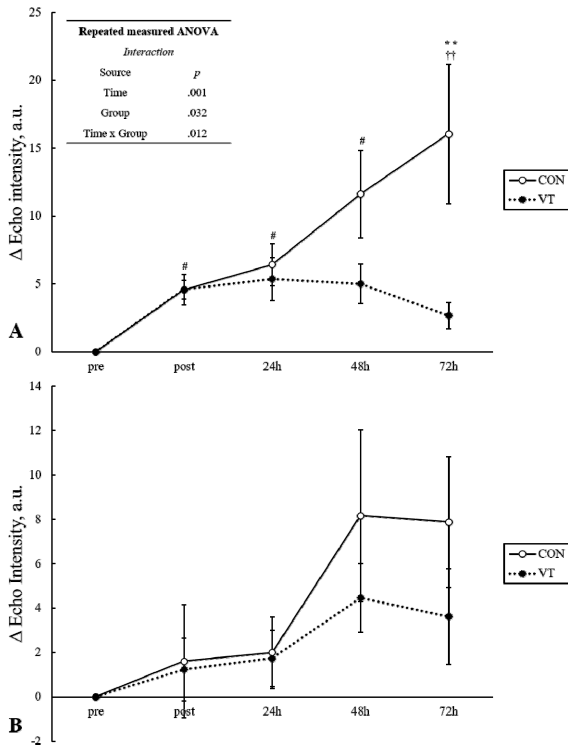 Repeated measured ANOVA
Interaction
Source p
Time .001
Group .032
Time x Group .012
Δ Echo intensity, a.u.
25
20
15
10
5
0
#
#
#
**
††
CON
VT
A
pre post 24h 48h 72h
Δ Echo Intensity, a.u.
14
12
10
8
6
4
2
0
-2
CON
VT
B
pre post 24h 48h 72h